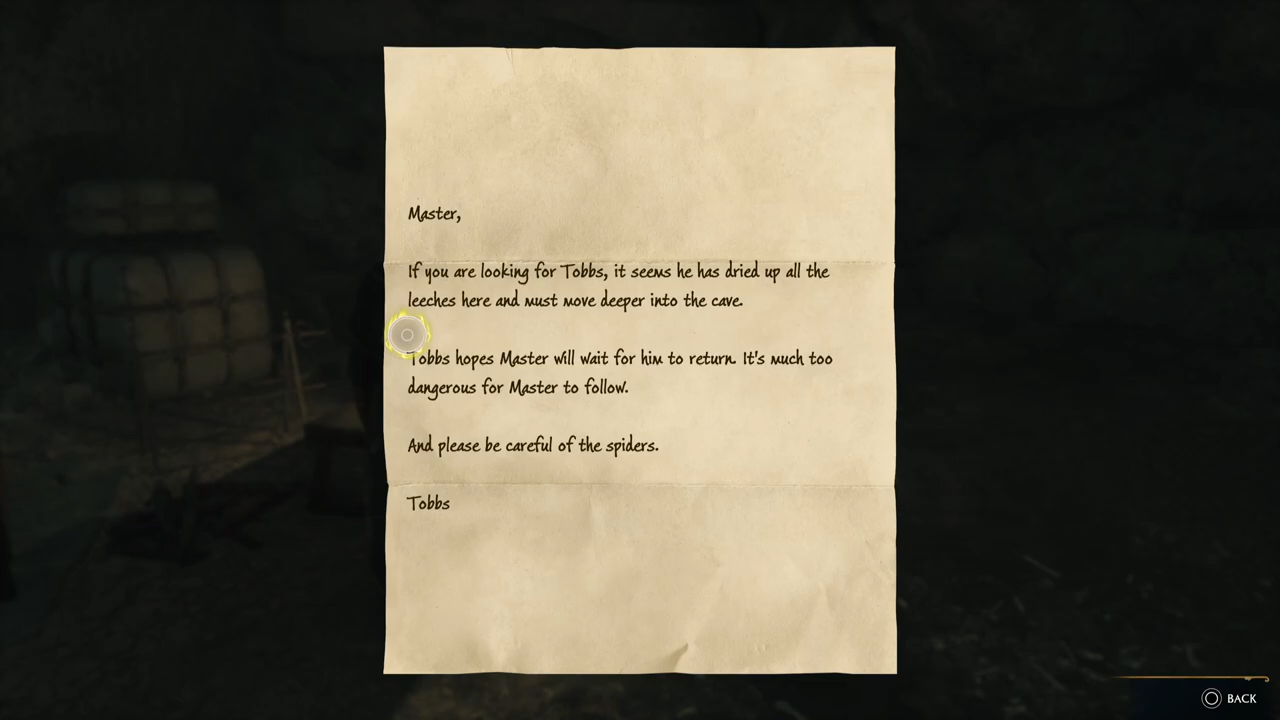 Master,
If you are looking for Tobbs, it seems he has dried up all the
leeches here and must move deeper into the cave.
Tobbs hopes Master will wait for him to return. It's much too
dangerous for Master to follow.
And please be careful of the spiders.
Tobbs
BACK